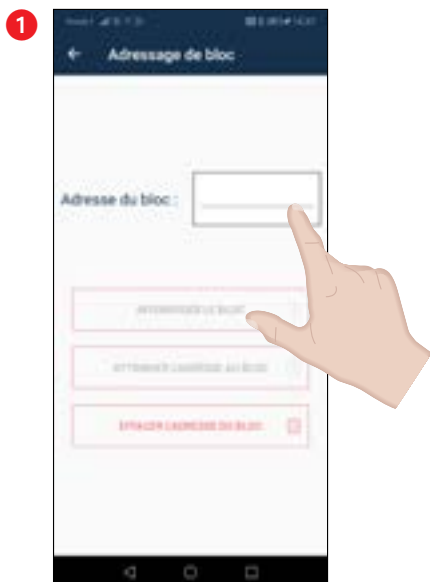 1
Adressage de bloc
Adresse du bloc :
INTERROGER LE BLOC
ATTRIBUER L'ADRESSE AU BLOC
EFFACER L'ADRESSE DU BLOC